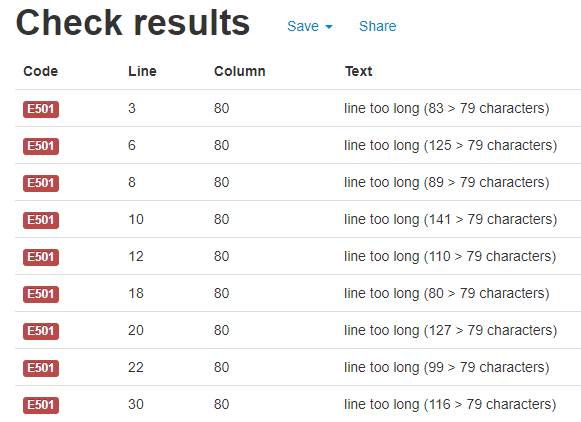 Check results Save Share
Code Line Column Text
E501 3 80 line too long (83 > 79 characters)
E501 6 80 line too long (125 > 79 characters)
E501 8 80 line too long (89 > 79 characters)
E501 10 80 line too long (141 > 79 characters)
E501 12 80 line too long (110 > 79 characters)
E501 18 80 line too long (80 > 79 characters)
E501 20 80 line too long (127 > 79 characters)
E501 22 80 line too long (99 > 79 characters)
E501 30 80 line too long (116 > 79 characters)